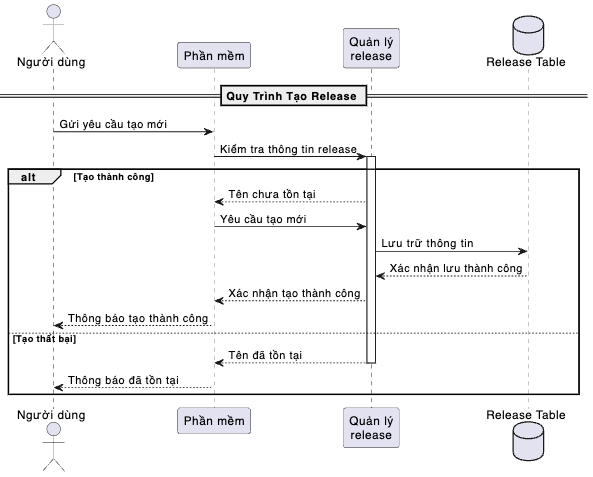 Người dùng
Phần mềm
Quản lý
release
Release Table
Quy Trình Tạo Release
Gửi yêu cầu tạo mới
Kiểm tra thông tin release
alt
[Tạo thành công]
Tên chưa tồn tại
Yêu cầu tạo mới
Lưu trữ thông tin
Xác nhận lưu thành công
Xác nhận tạo thành công
Thông báo tạo thành công
[Tạo thất bại]
Tên đã tồn tại
Thông báo đã tồn tại
Người dùng
Phần mềm
Quản lý
release
Release Table